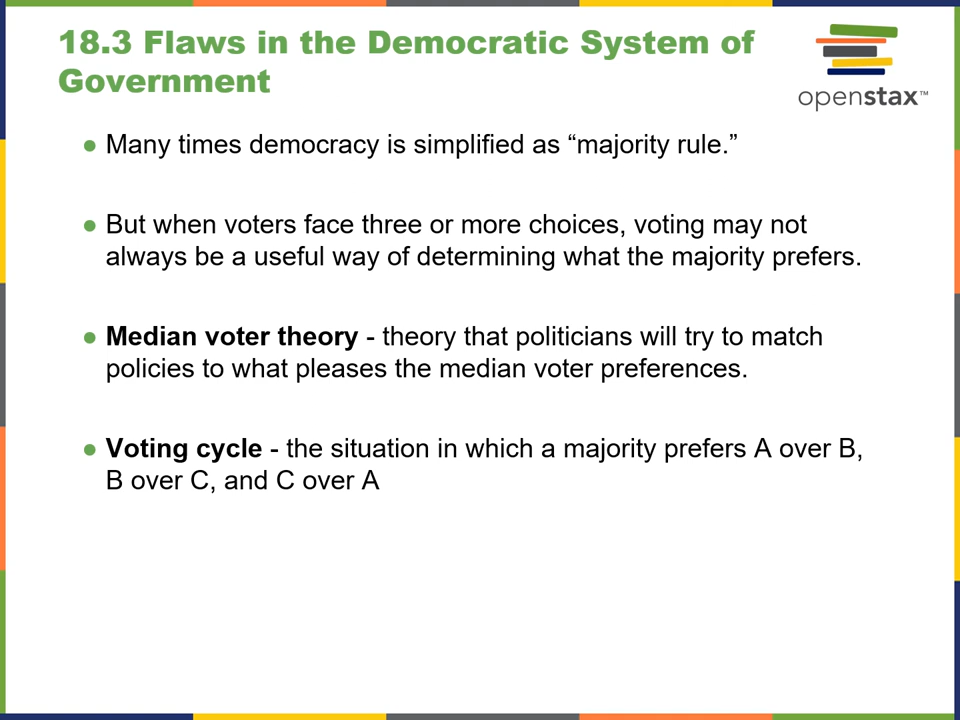 18.3 Flaws in the Democratic System of
Government
openstax™
● Many times democracy is simplified as “majority rule.”
● But when voters face three or more choices, voting may not
always be a useful way of determining what the majority prefers.
● Median voter theory - theory that politicians will try to match
policies to what pleases the median voter preferences.
● Voting cycle - the situation in which a majority prefers A over B,
B over C, and C over A